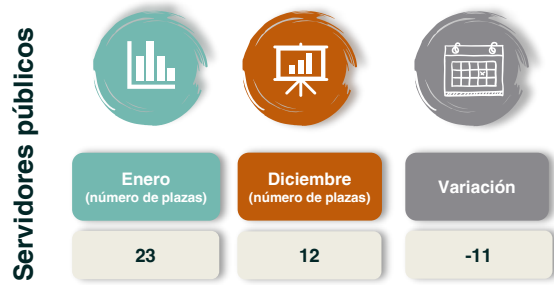 Servidores públicos
Enero
(número de plazas)
Diciembre
(número de plazas)
Variación
23
12
-11